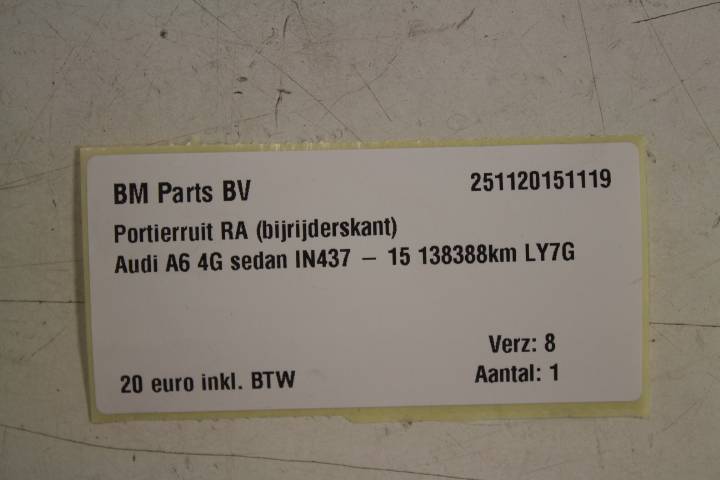 BM Parts BV 251120151119
Portierruit RA (bijrijderskant)
Audi A6 4G sedan IN437 – 15 138388km LY7G
Verz: 8
20 euro inkl. BTW Aantal: 1